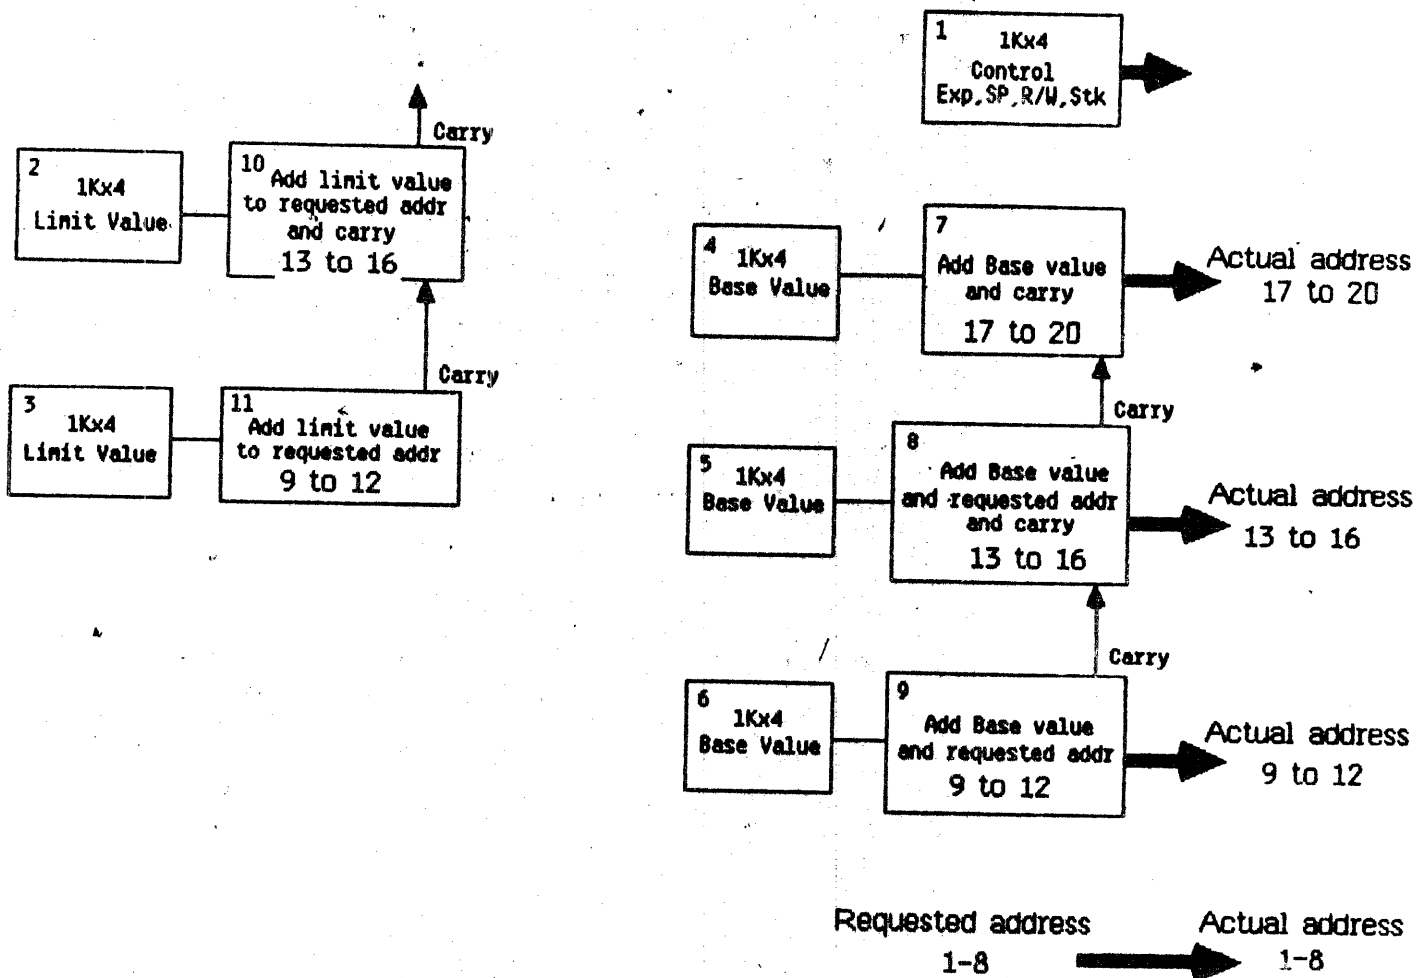 1
1Kx4
Control
Exp,SP,R/W,Stk
Carry
2
1Kx4
Limit Value
10
Add limit value
to requested addr
and carry
13 to 16
Carry
3
1Kx4
Limit Value
11
Add limit value
to requested addr
9 to 12
4
1Kx4
Base Value
7
Add Base value
and carry
17 to 20
Actual address
17 to 20
Carry
5
1Kx4
Base Value
8
Add Base value
and requested addr
and carry
13 to 16
Actual address
13 to 16
Carry
6
1Kx4
Base Value
9
Add Base value
and requested addr
9 to 12
Actual address
9 to 12
Requested address
1-8
Actual address
1-8